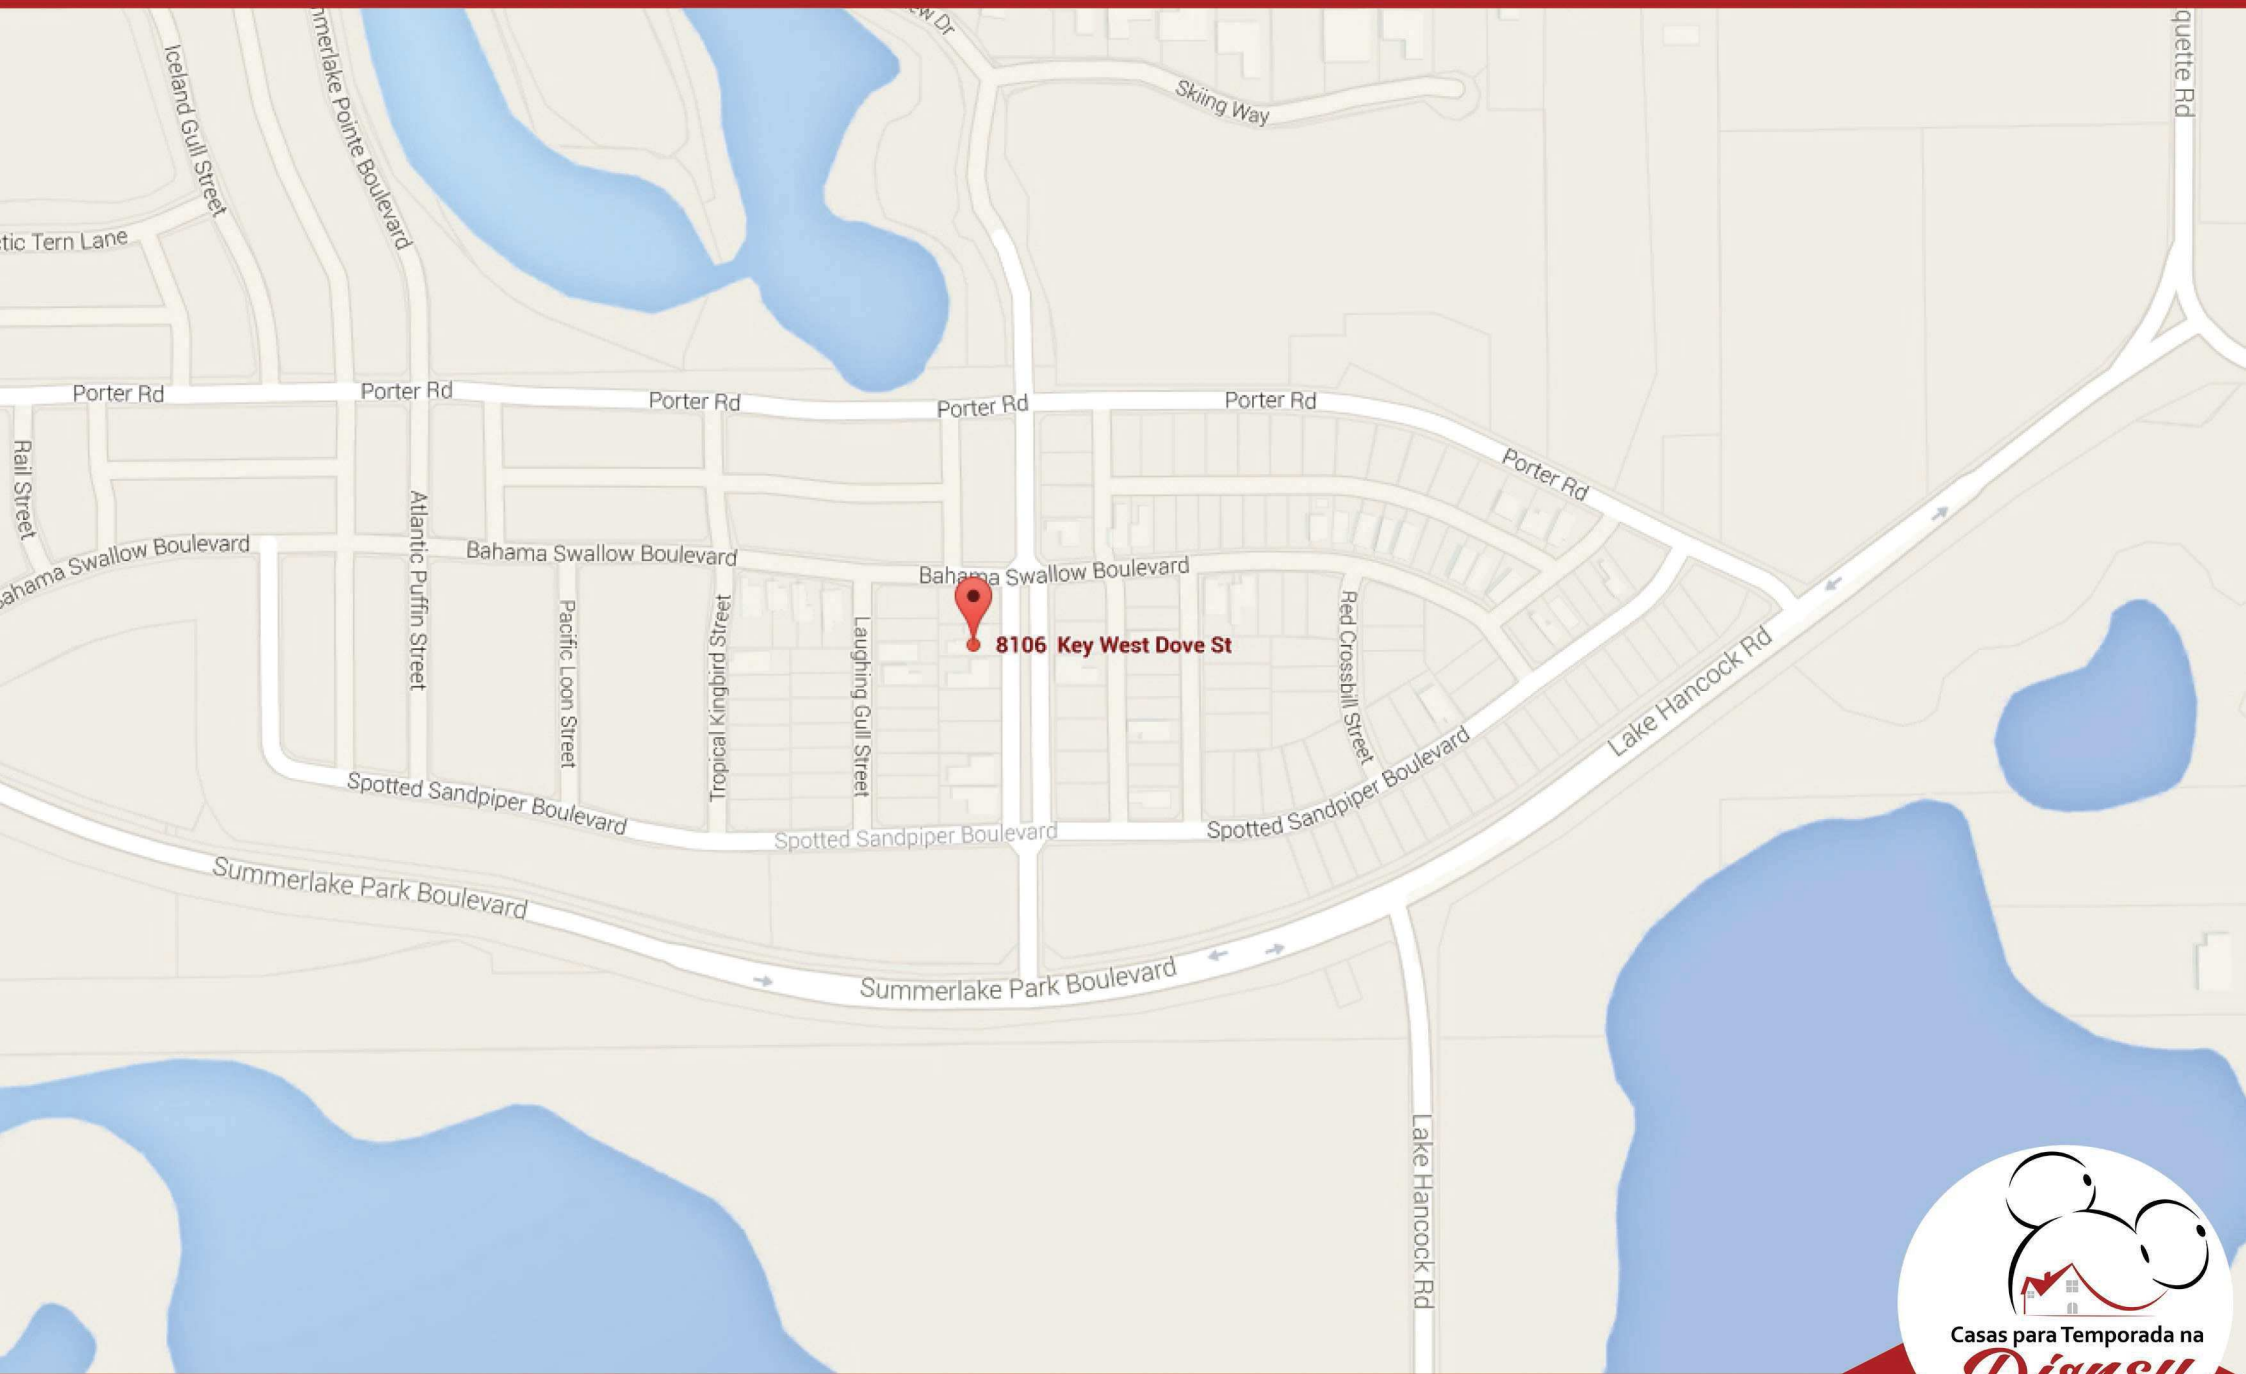 ew Dr
quette Rd
Iceland Gull Street
merlake Pointe Boulevard
Skiing Way
tic Tern Lane
Porter Rd
Porter Rd
Porter Rd
Porter Rd
Porter Rd
Porter Rd
Rail Street
Atlantic Puffin Street
Bahama Swallow Boulevard
Bahama Swallow Boulevard
ahama Swallow Boulevard
Pacific Loon Street
Tropical Kingbird Street
Laughing Gull Street
8106 Key West Dove St
Red Crossbill Street
Lake Hancock Rd
Spotted Sandpiper Boulevard
Spotted Sandpiper Boulevard
Spotted Sandpiper Boulevard
Summerlake Park Boulevard
Summerlake Park Boulevard
Lake Hancock Rd
Casas para Temporada na
Disney